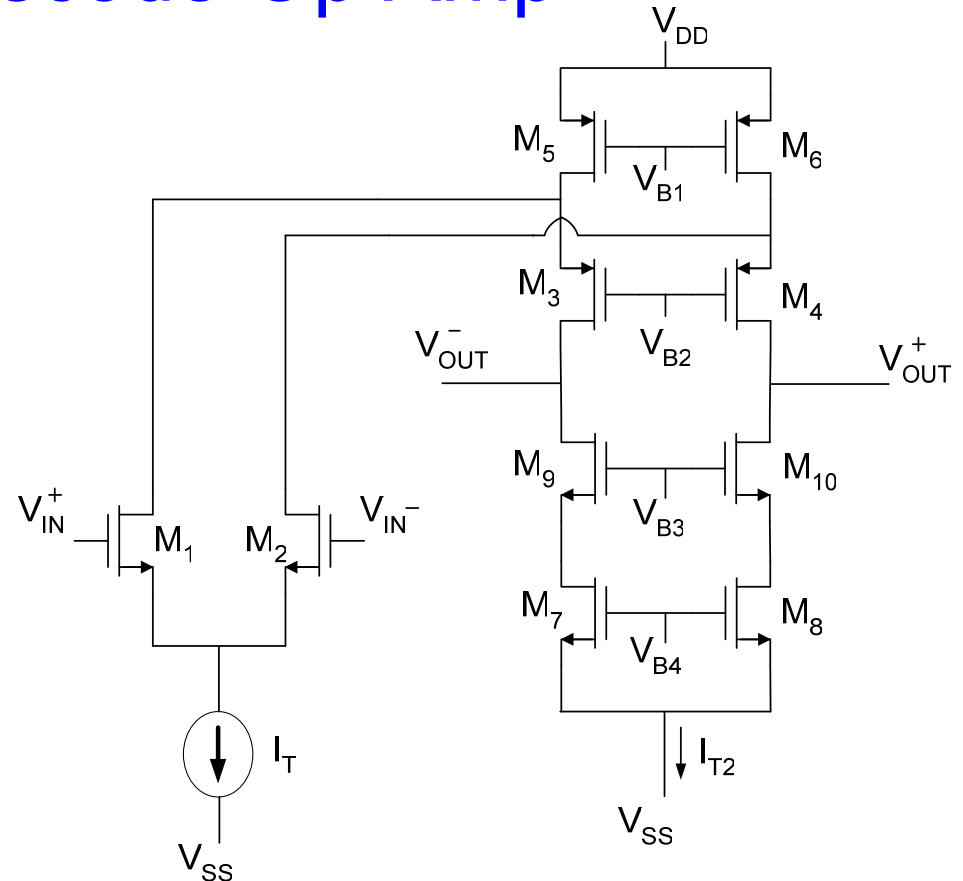 V_DD
M_5
M_6
V_B1
M_3
M_4
V_B2
V_OUT^-
V_OUT^+
M_9
M_10
V_B3
V_IN^+
M_1
M_2
V_IN^-
M_7
M_8
V_B4
I_T
I_T2
V_SS
V_SS